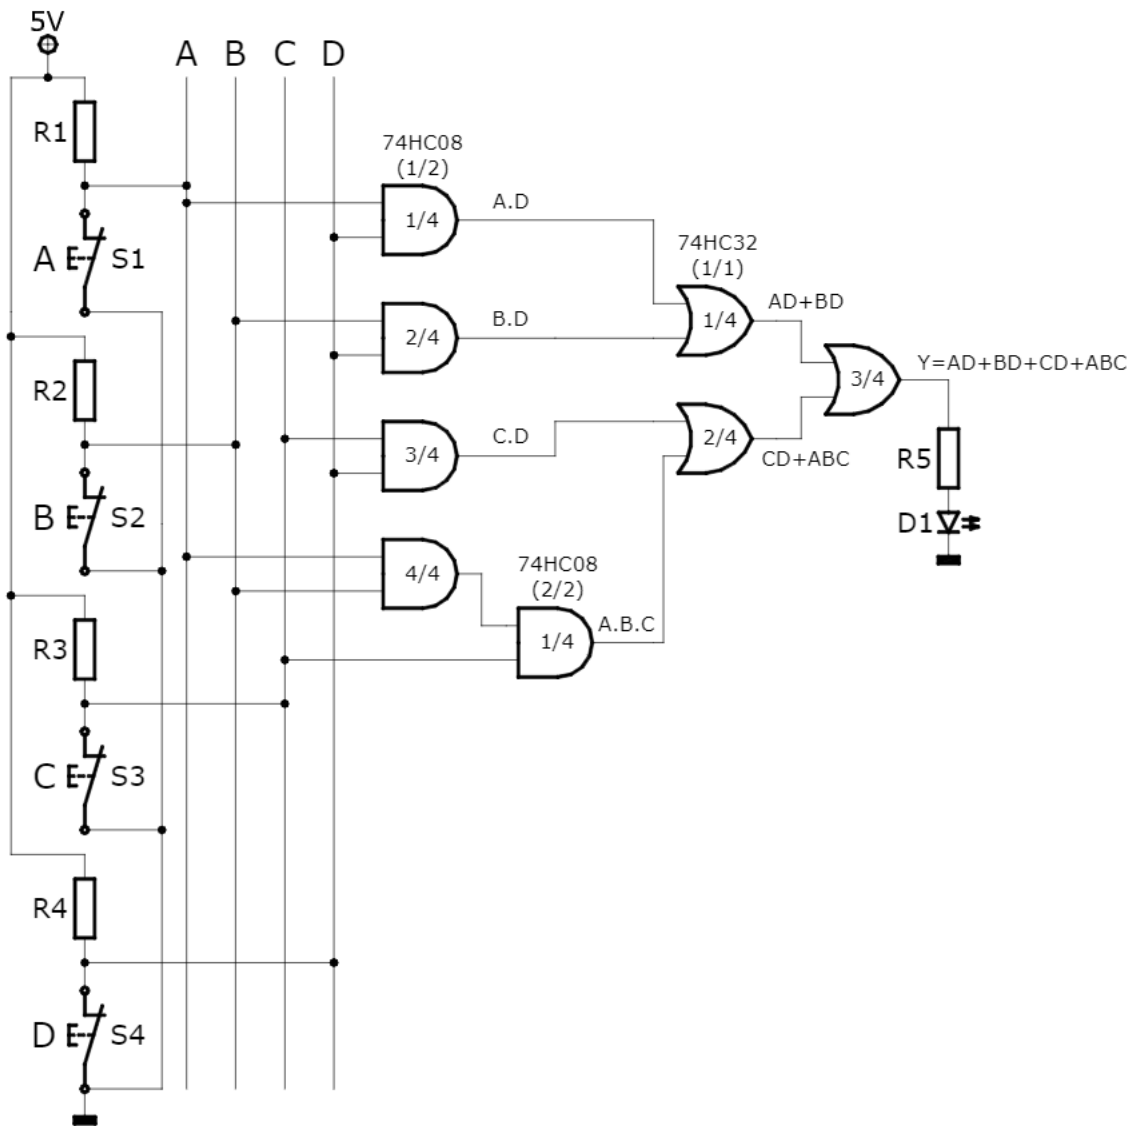 5V
A B C D
R1
74HC08
(1/2)
1/4
A.D
A
S1
74HC32
(1/1)
1/4
AD+BD
2/4
B.D
R2
3/4
Y=AD+BD+CD+ABC
3/4
C.D
2/4
CD+ABC
R5
B
S2
D1
4/4
74HC08
(2/2)
1/4
A.B.C
R3
C
S3
R4
D
S4